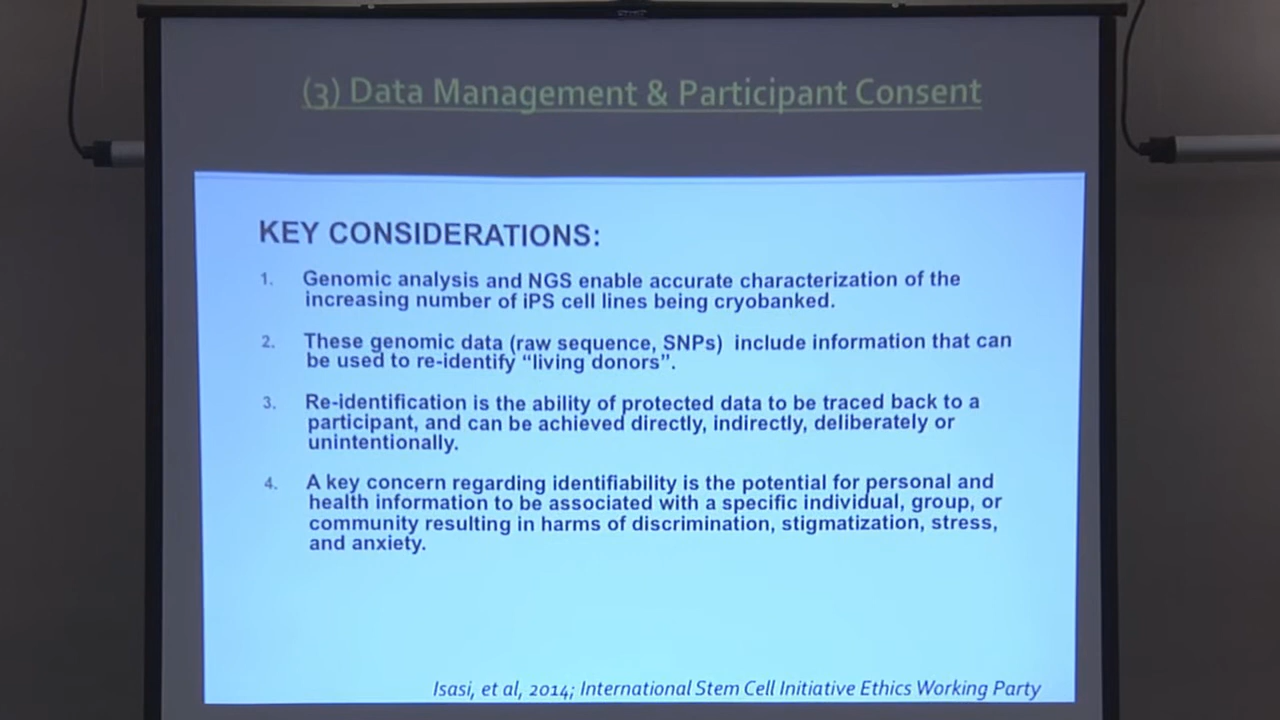 (3) Data Management & Participant Consent
KEY CONSIDERATIONS:
1. Genomic analysis and NGS enable accurate characterization of the
increasing number of iPS cell lines being cryobanked.
2. These genomic data (raw sequence, SNPs) include information that can
be used to re-identify “living donors”.
3. Re-identification is the ability of protected data to be traced back to a
participant, and can be achieved directly, indirectly, deliberately or
unintentionally.
4. A key concern regarding identifiability is the potential for personal and
health information to be associated with a specific individual, group, or
community resulting in harms of discrimination, stigmatization, stress,
and anxiety.
Isasi, et al, 2014; International Stem Cell Initiative Ethics Working Party